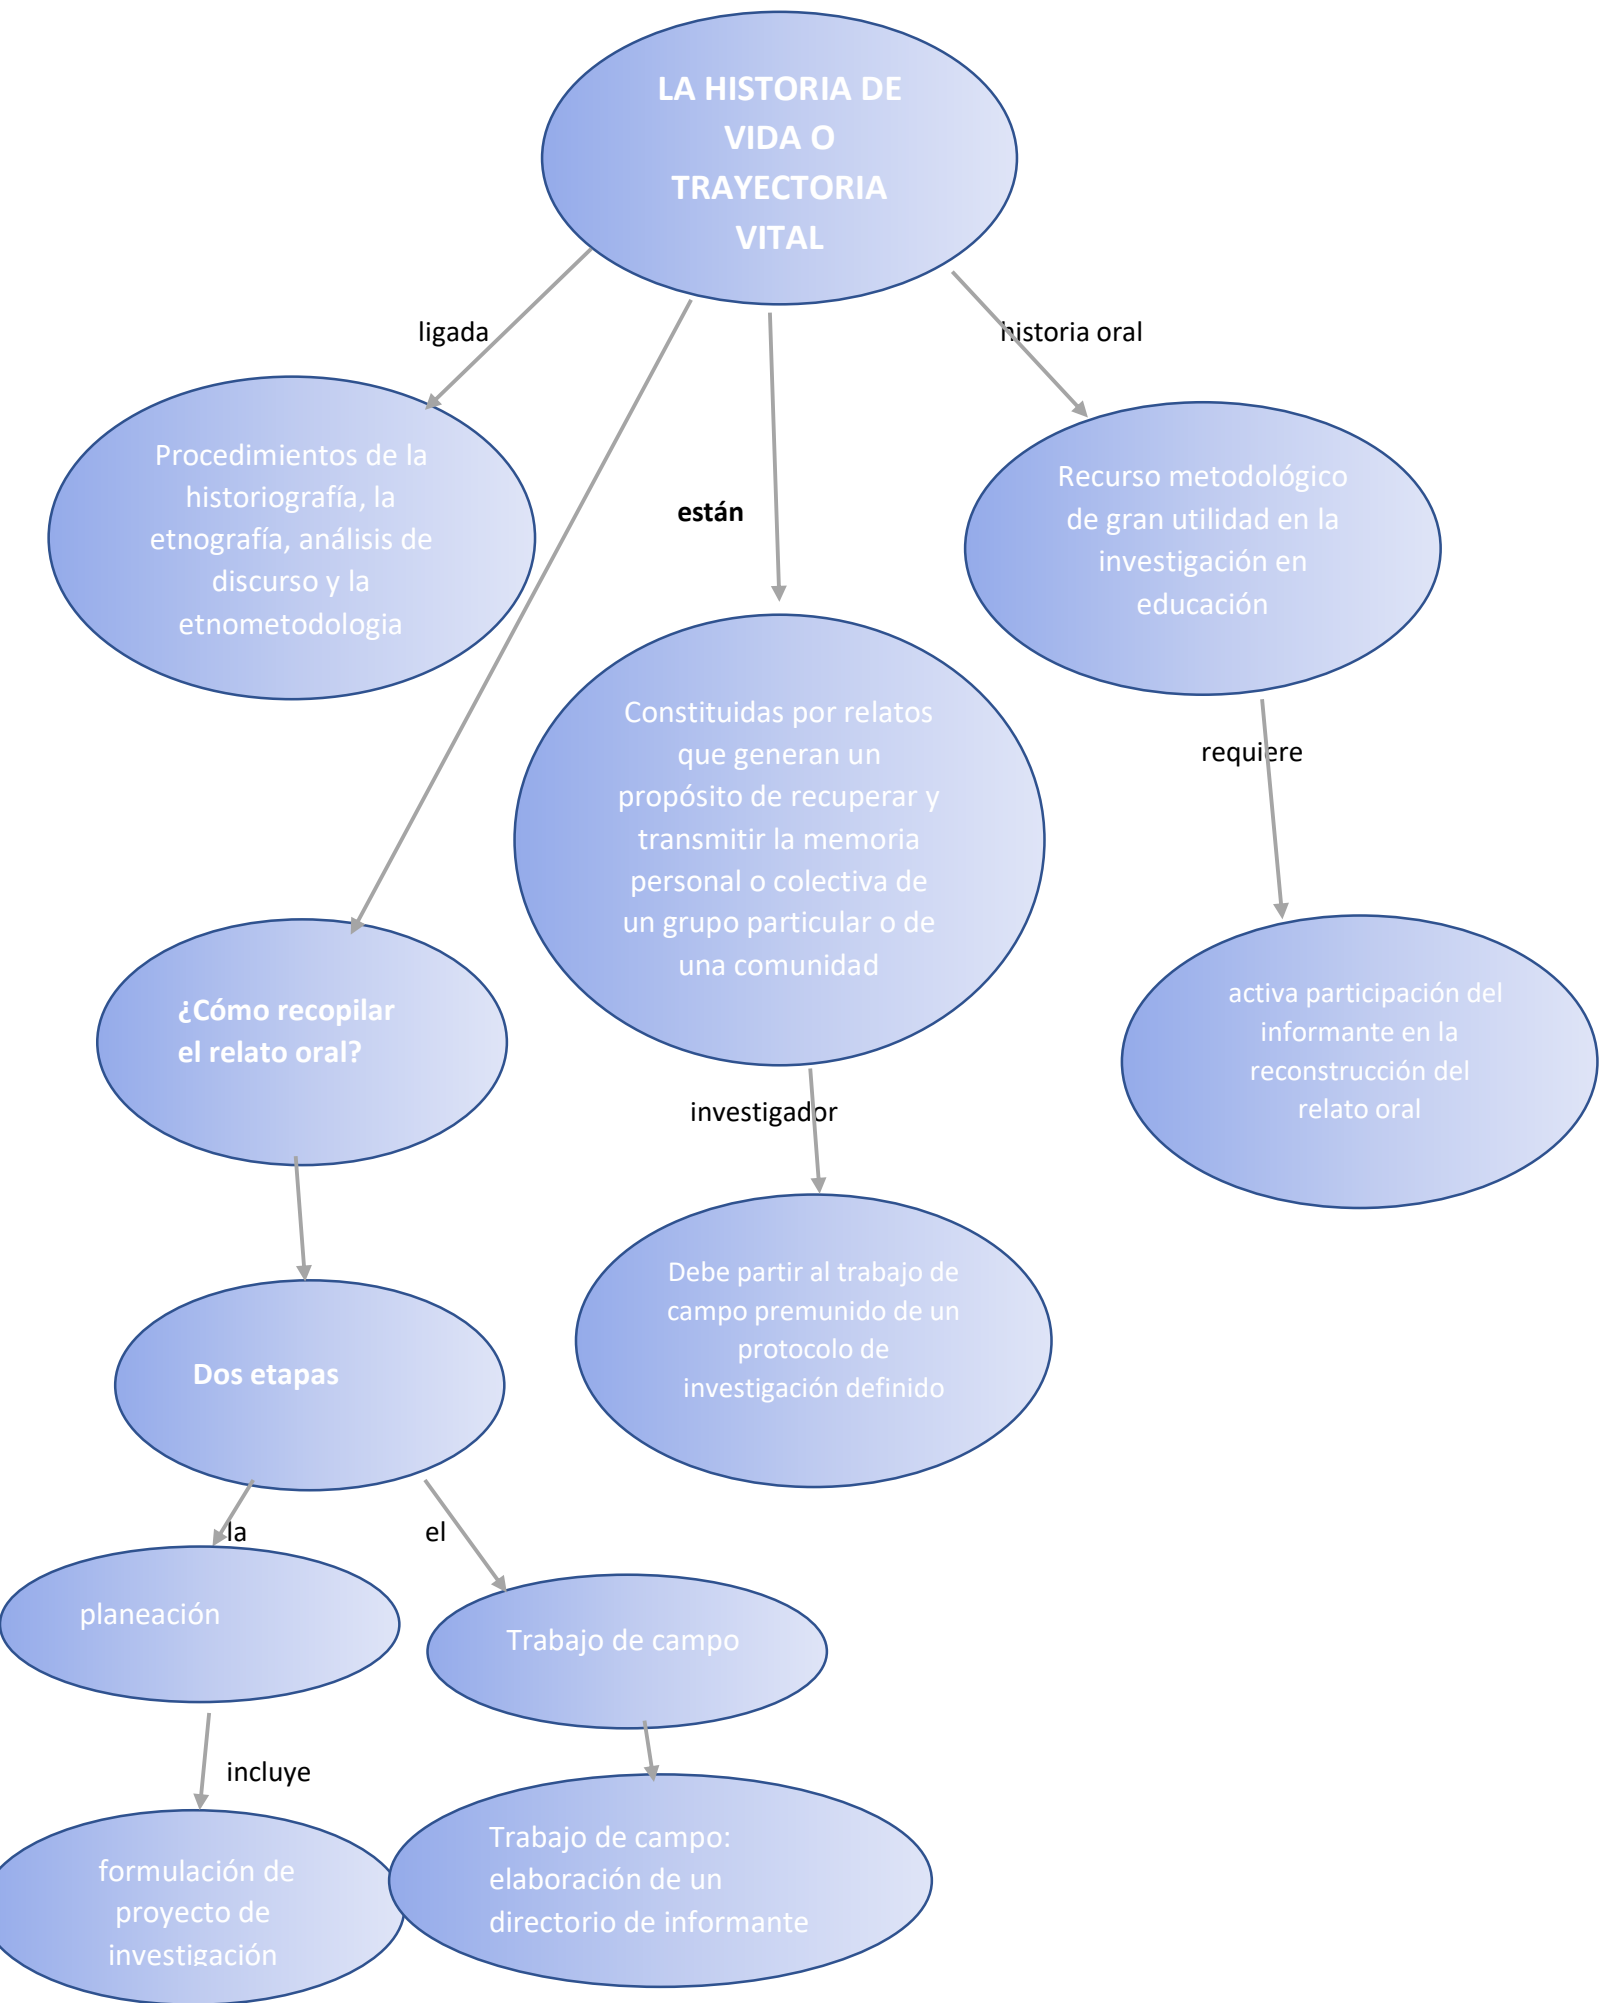 LA HISTORIA DE
VIDA O
TRAYECTORIA
VITAL
ligada
historia oral
Procedimientos de la
historiografía, la
etnografía, análisis de
discurso y la
etnometodologia
están
Recurso metodológico
de gran utilidad en la
investigación en
educación
Constituidas por relatos
que generan un
propósito de recuperar y
transmitir la memoria
personal o colectiva de
un grupo particular o de
una comunidad
requiere
¿Cómo recopilar
el relato oral?
activa participación del
informante en la
reconstrucción del
relato oral
investigador
Debe partir al trabajo de
campo premunido de un
protocolo de
investigación definido
Dos etapas
la
el
planeación
Trabajo de campo
incluye
formulación de
proyecto de
investigación
Trabajo de campo:
elaboración de un
directorio de informante